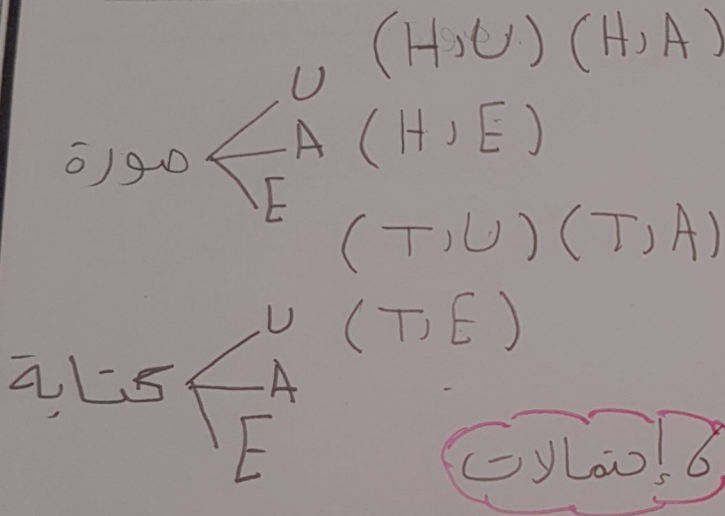 (H,U) (H,A)
U
صورة A (H,E)
E
(T,U) (T,A)
U (T,E)
كتابة A
E
6 إحتمالات